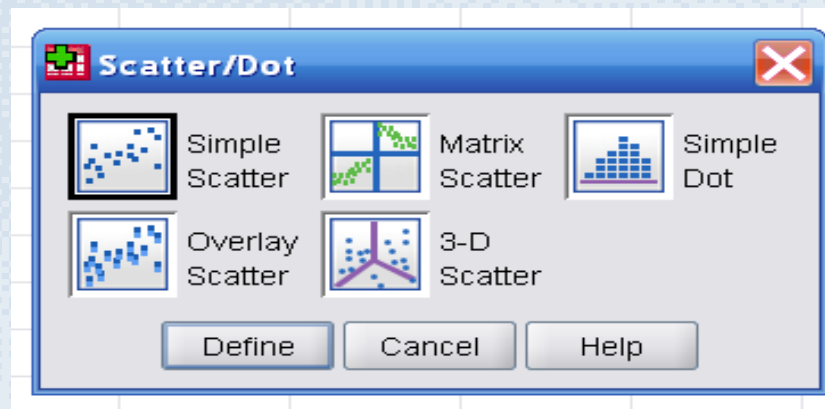 Scatter/Dot
Simple
Scatter
Matrix
Scatter
Simple
Dot
Overlay
Scatter
3-D
Scatter
Define
Cancel
Help